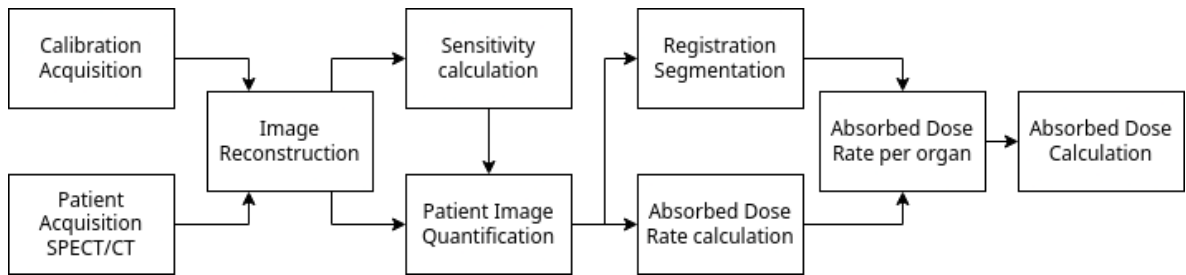 Calibration
Acquisition
Patient
Acquisition
SPECT/CT
Image
Reconstruction
Sensitivity
calculation
Patient Image
Quantification
Registration
Segmentation
Absorbed Dose
Rate calculation
Absorbed Dose
Rate per organ
Absorbed Dose
Calculation